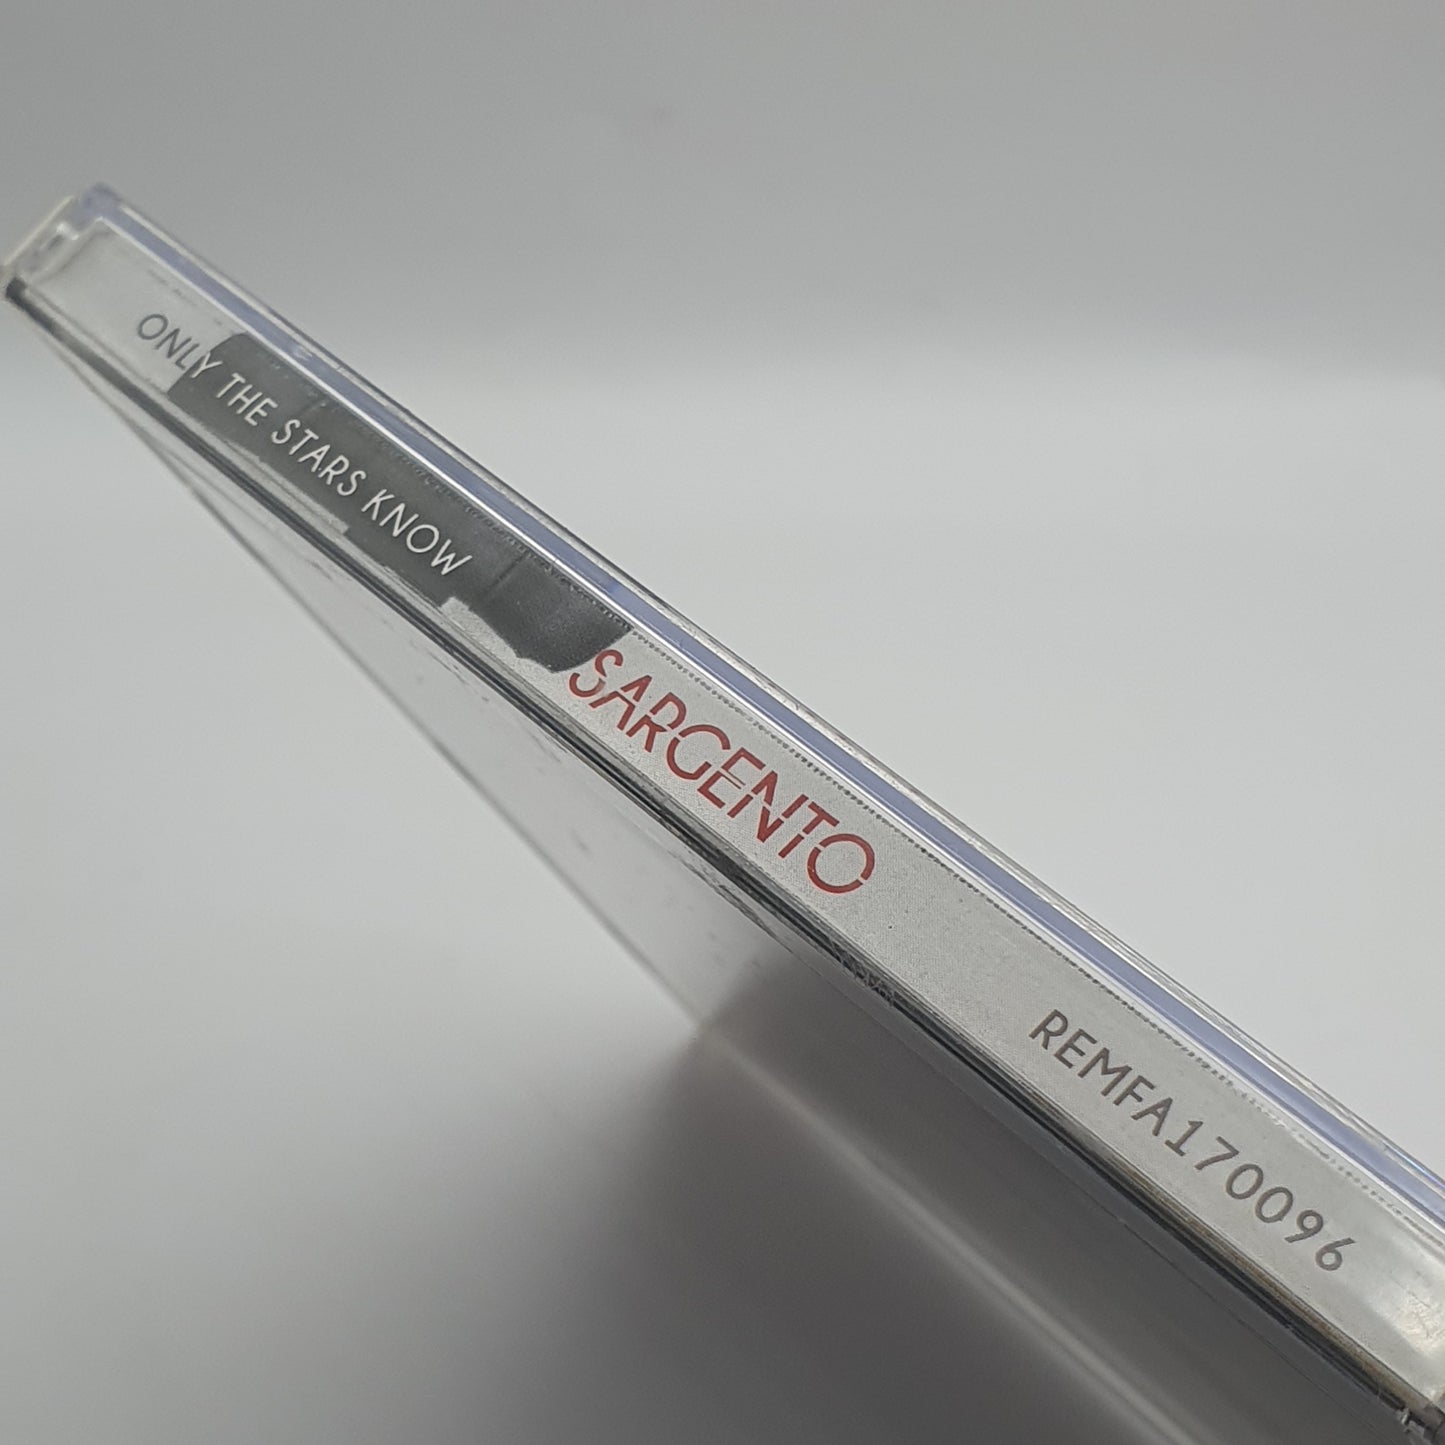 ONLY THE STARS KNOW
SARGENTO
REMFA170096